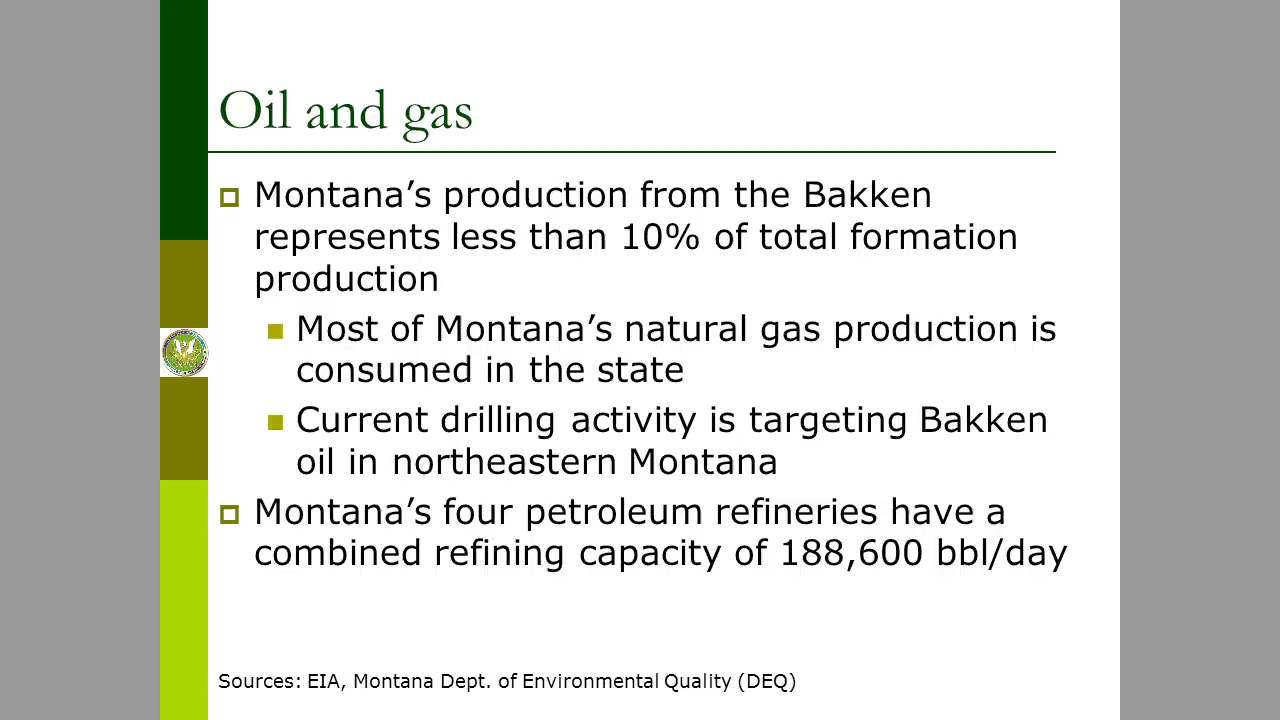 Oil and gas
Montana’s production from the Bakken
represents less than 10% of total formation
production
Most of Montana’s natural gas production is
consumed in the state
Current drilling activity is targeting Bakken
oil in northeastern Montana
Montana’s four petroleum refineries have a
combined refining capacity of 188,600 bbl/day
Sources: EIA, Montana Dept. of Environmental Quality (DEQ)